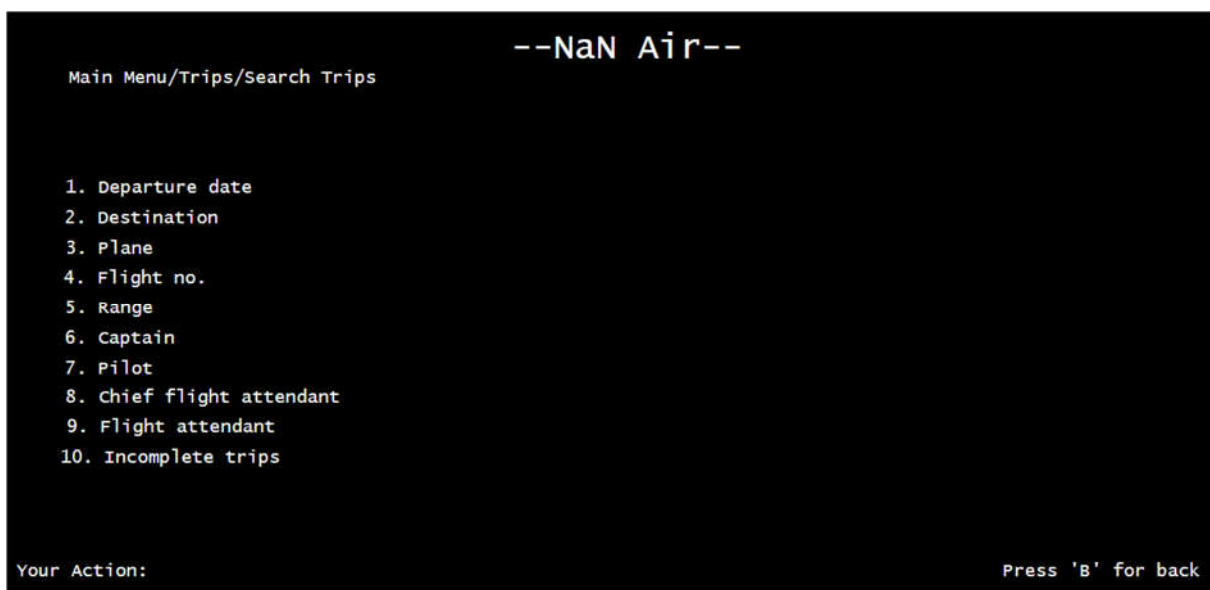 --NaN Air--
Main Menu/Trips/Search Trips
1. Departure date
2. Destination
3. Plane
4. Flight no.
5. Range
6. Captain
7. Pilot
8. Chief flight attendant
9. Flight attendant
10. Incomplete trips
Your Action:
Press 'B' for back